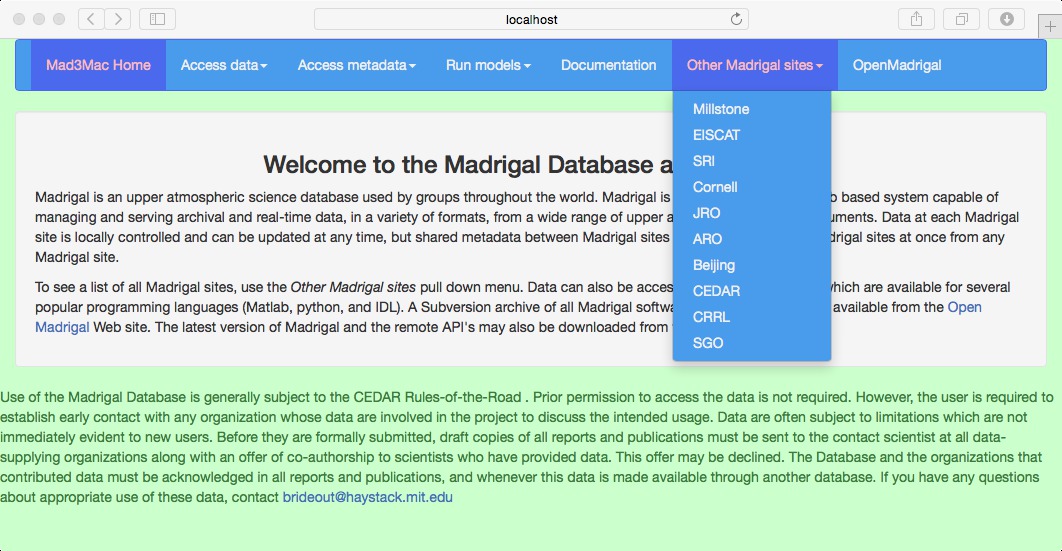 localhost
Mad3Mac Home Access data Access metadata Run models Documentation Other Madrigal sites OpenMadrigal
Millstone
EISCAT
SRI
Cornell
JRO
ARO
Beijing
CEDAR
CRRL
SGO
Welcome to the Madrigal Database a
Madrigal is an upper atmospheric science database used by groups throughout the world. Madrigal is based system capable of
managing and serving archival and real-time data, in a variety of formats, from a wide range of upper a Data at each Madrigal
site is locally controlled and can be updated at any time, but shared metadata between Madrigal sites sites at once from any
Madrigal site.
To see a list of all Madrigal sites, use the Other Madrigal sites pull down menu. Data can also be which are available for several
popular programming languages (Matlab, python, and IDL). A Subversion archive of all Madrigal available from the Open
Madrigal Web site. The latest version of Madrigal and the remote API's may also be downloaded from
Use of the Madrigal Database is generally subject to the CEDAR Rules-of-the-Road . Prior permission to access the data is not required. However, the user is required to
establish early contact with any organization whose data are involved in the project to discuss the intended usage. Data are often subject to limitations which are not
immediately evident to new users. Before they are formally submitted, draft copies of all reports and publications must be sent to the contact scientist at all data-
supplying organizations along with an offer of co-authorship to scientists who have provided data. This offer may be declined. The Database and the organizations that
contributed data must be acknowledged in all reports and publications, and whenever this data is made available through another database. If you have any questions
about appropriate use of these data, contact brideout@haystack.mit.edu